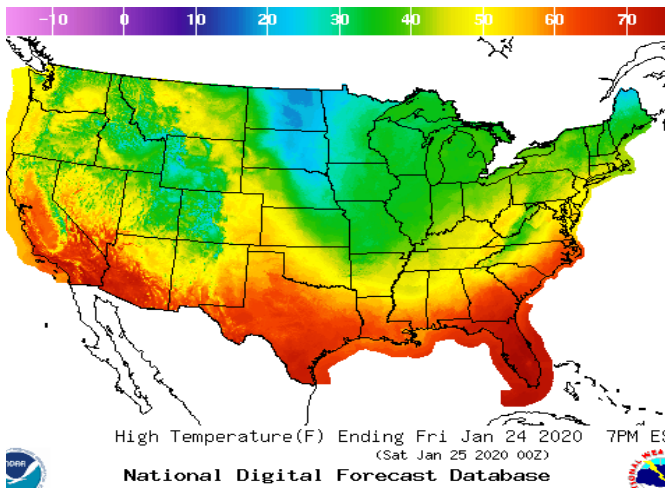 -10 0 10 20 30 40 50 60 70
High Temperature(F) Ending Fri Jan 24 2020 7PM ES
(Sat Jan 25 2020 00Z)
National Digital Forecast Database